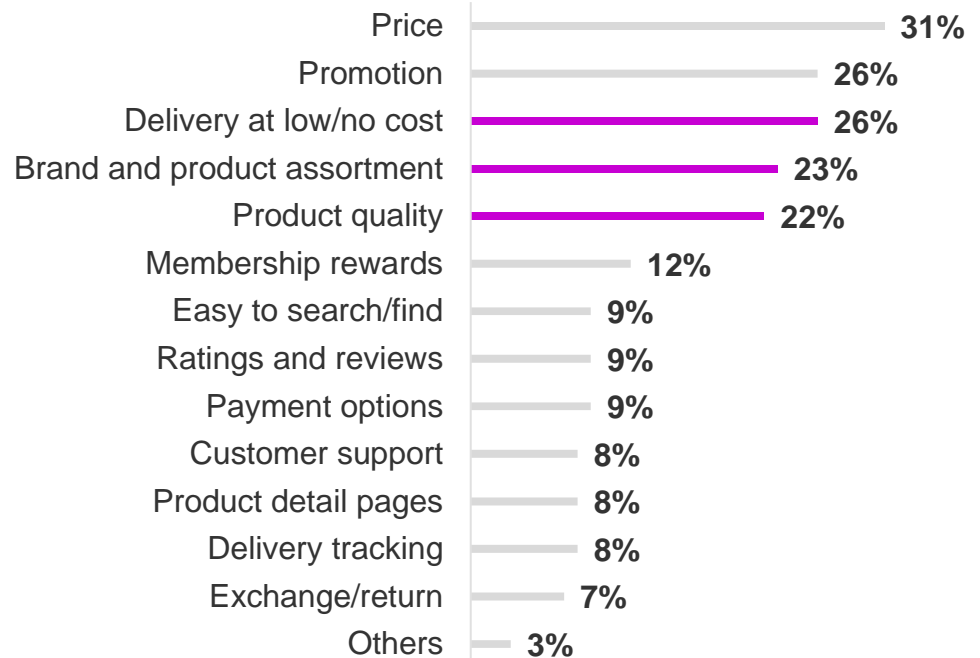 Price 31%
Promotion 26%
Delivery at low/no cost 26%
Brand and product assortment 23%
Product quality 22%
Membership rewards 12%
Easy to search/find 9%
Ratings and reviews 9%
Payment options 9%
Customer support 8%
Product detail pages 8%
Delivery tracking 8%
Exchange/return 7%
Others 3%